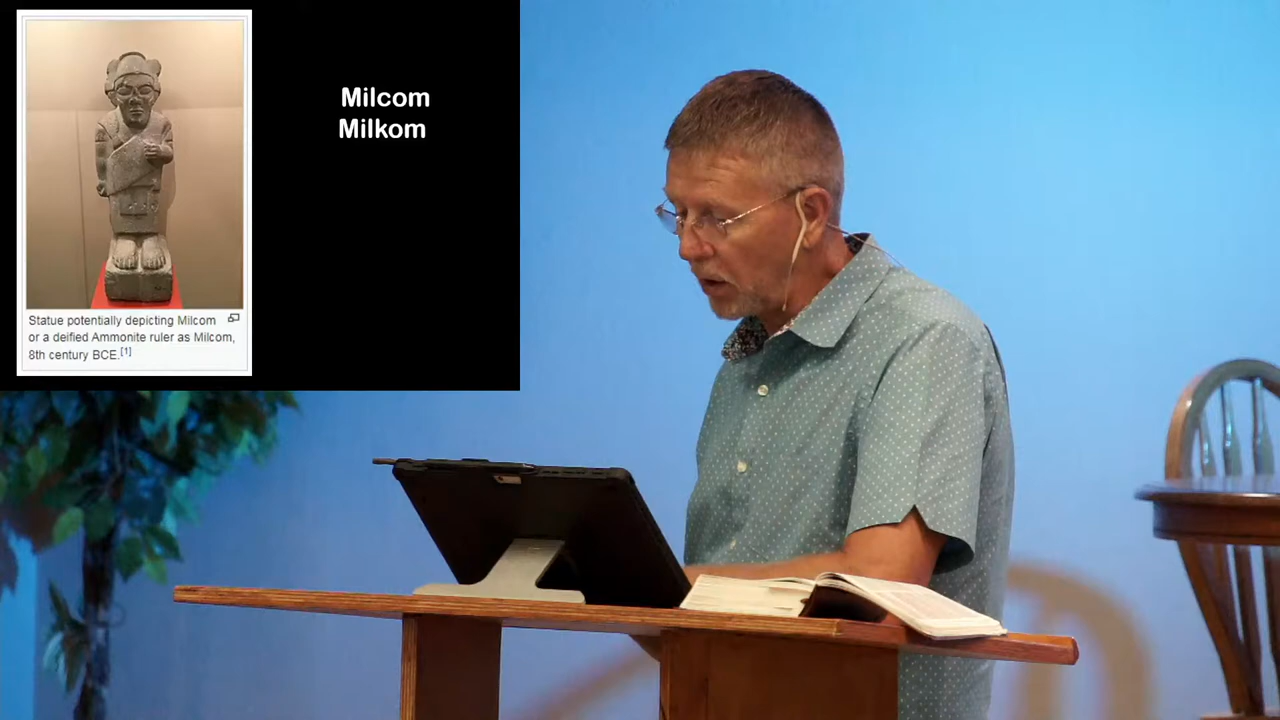 Milcom
Milkom
Statue potentially depicting Milcom
or a deified Ammonite ruler as Milcom,
8th century BCE.[1]